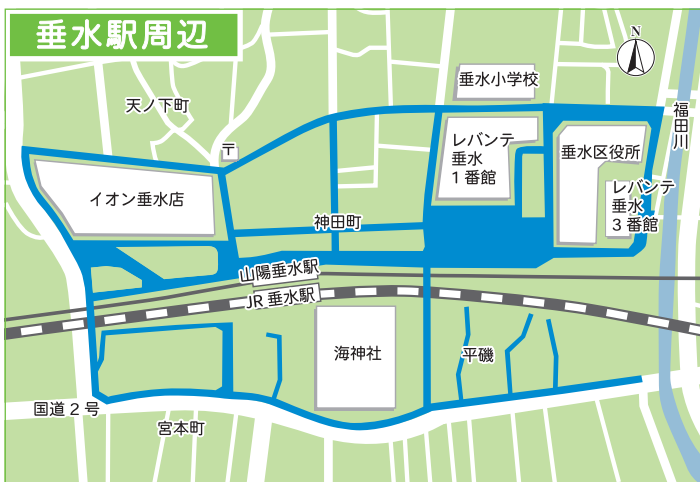 垂水駅周辺
N
垂水小学校
天ノ下町
福田川
〒
レバンテ
垂水
1番館
垂水区役所
イオン垂水店
レバンテ
垂水
3番館
神田町
山陽垂水駅
JR垂水駅
海神社
平磯
国道2号
宮本町